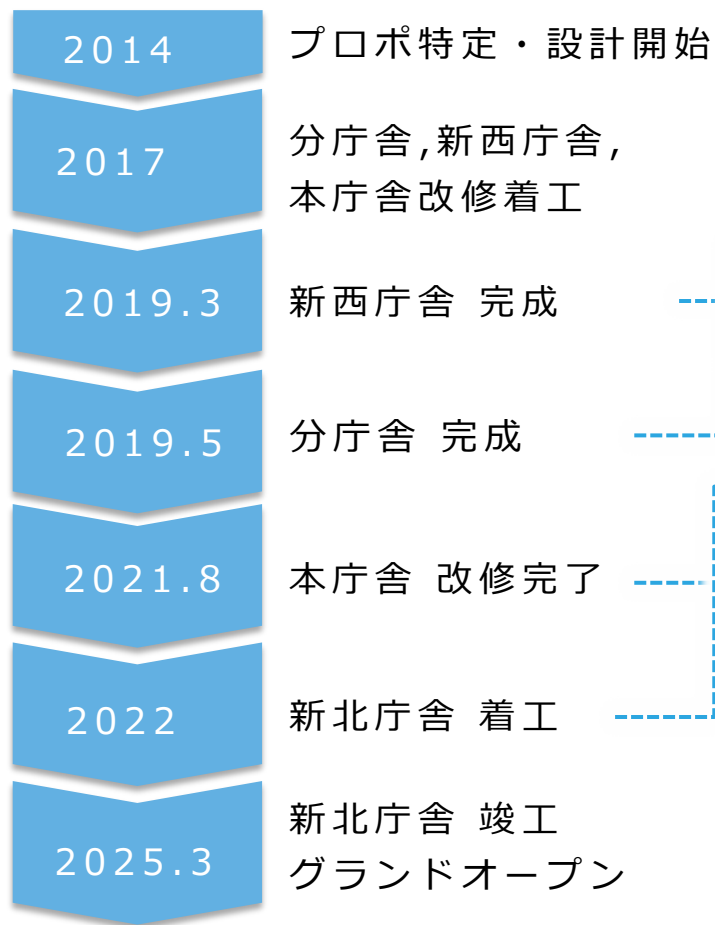 2014
プロポ特定・設計開始
2017
分庁舎,新西庁舎,
本庁舎改修着工
2019.3
新西庁舎 完成
2019.5
分庁舎 完成
2021.8
本庁舎 改修完了
2022
新北庁舎 着工
2025.3
新北庁舎 竣工
グランドオープン